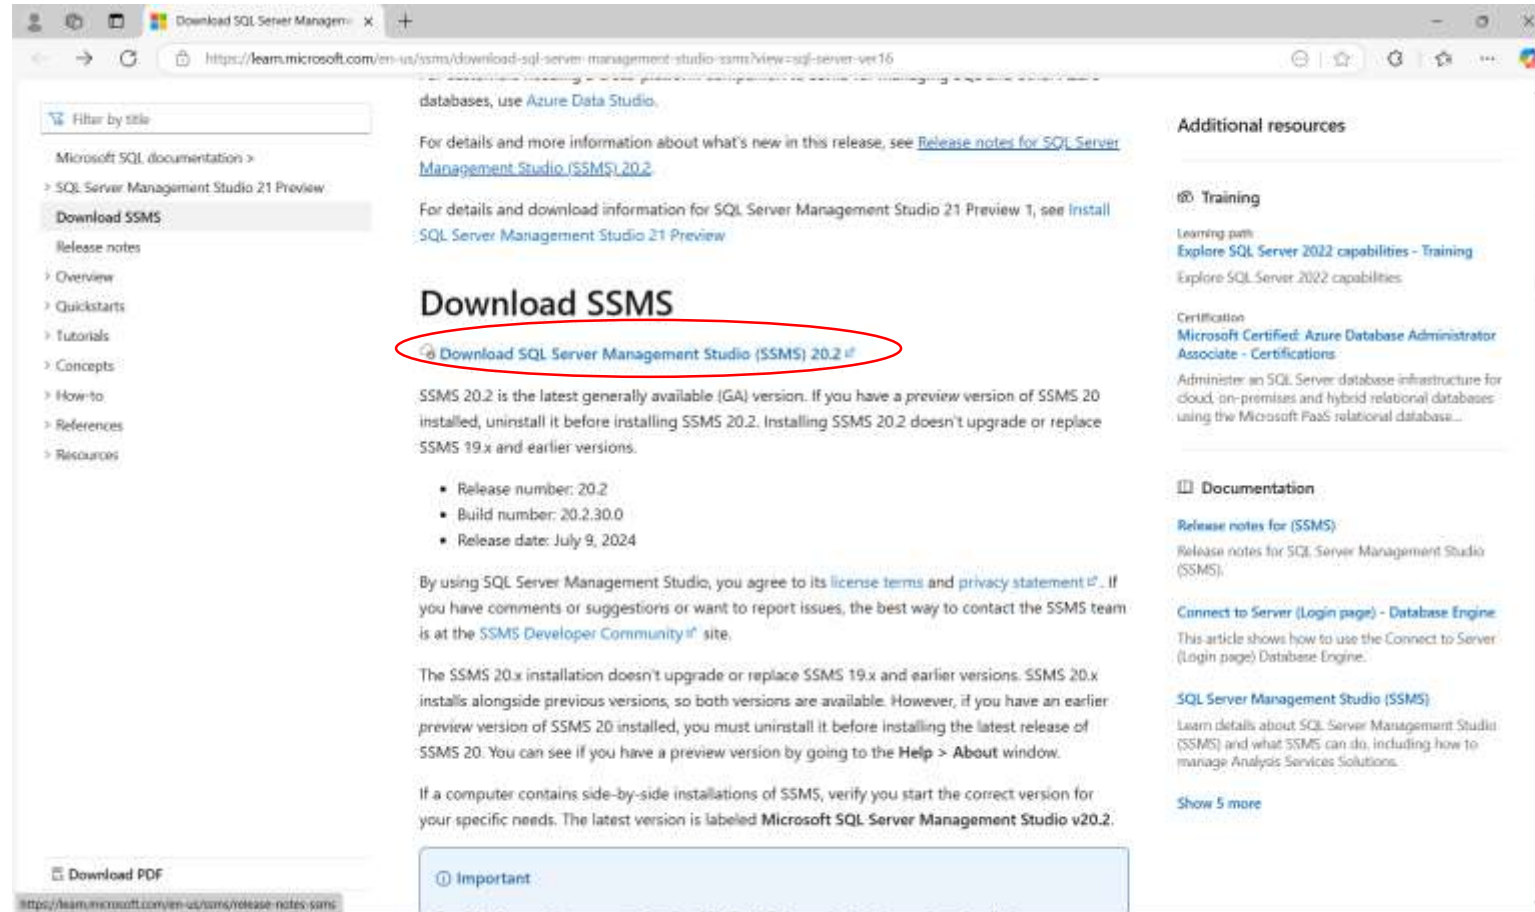 Download SQL Server Managem
https://learn.microsoft.com/en-us/ssms/download-sql-server-management-studio-ssms?view=sql-server-ver16
Filter by title
Microsoft SQL documentation >
> SQL Server Management Studio 21 Preview
Download SSMS
Release notes
> Overview
> Quickstarts
> Tutorials
> Concepts
> How-to
> References
> Resources
Download PDF
https://learn.microsoft.com/en-us/ssms/release-notes-ssms
databases, use Azure Data Studio.
For details and more information about what's new in this release, see Release notes for SQL Server
Management Studio (SSMS) 20.2.
For details and download information for SQL Server Management Studio 21 Preview 1, see Install
SQL Server Management Studio 21 Preview
Download SSMS
Download SQL Server Management Studio (SSMS) 20.2
SSMS 20.2 is the latest generally available (GA) version. If you have a preview version of SSMS 20
installed, uninstall it before installing SSMS 20.2. Installing SSMS 20.2 doesn't upgrade or replace
SSMS 19.x and earlier versions.
• Release number: 20.2
• Build number: 20.2.30.0
• Release date: July 9, 2024
By using SQL Server Management Studio, you agree to its license terms and privacy statement. If
you have comments or suggestions or want to report issues, the best way to contact the SSMS team
is at the SSMS Developer Community site.
The SSMS 20.x installation doesn't upgrade or replace SSMS 19.x and earlier versions. SSMS 20.x
installs alongside previous versions, so both versions are available. However, if you have an earlier
preview version of SSMS 20 installed, you must uninstall it before installing the latest release of
SSMS 20. You can see if you have a preview version by going to the Help > About window.
If a computer contains side-by-side installations of SSMS, verify you start the correct version for
your specific needs. The latest version is labeled Microsoft SQL Server Management Studio v20.2.
Important
Additional resources
Training
Learning path
Explore SQL Server 2022 capabilities - Training
Explore SQL Server 2022 capabilities
Certification
Microsoft Certified: Azure Database Administrator
Associate - Certifications
Administer an SQL Server database infrastructure for
cloud, on-premises and hybrid relational databases
using the Microsoft PaaS relational database...
Documentation
Release notes for (SSMS)
Release notes for SQL Server Management Studio
(SSMS).
Connect to Server (Login page) - Database Engine
This article shows how to use the Connect to Server
(Login page) Database Engine.
SQL Server Management Studio (SSMS)
Learn details about SQL Server Management Studio
(SSMS) and what SSMS can do, including how to
manage Analysis Services Solutions.
Show 5 more